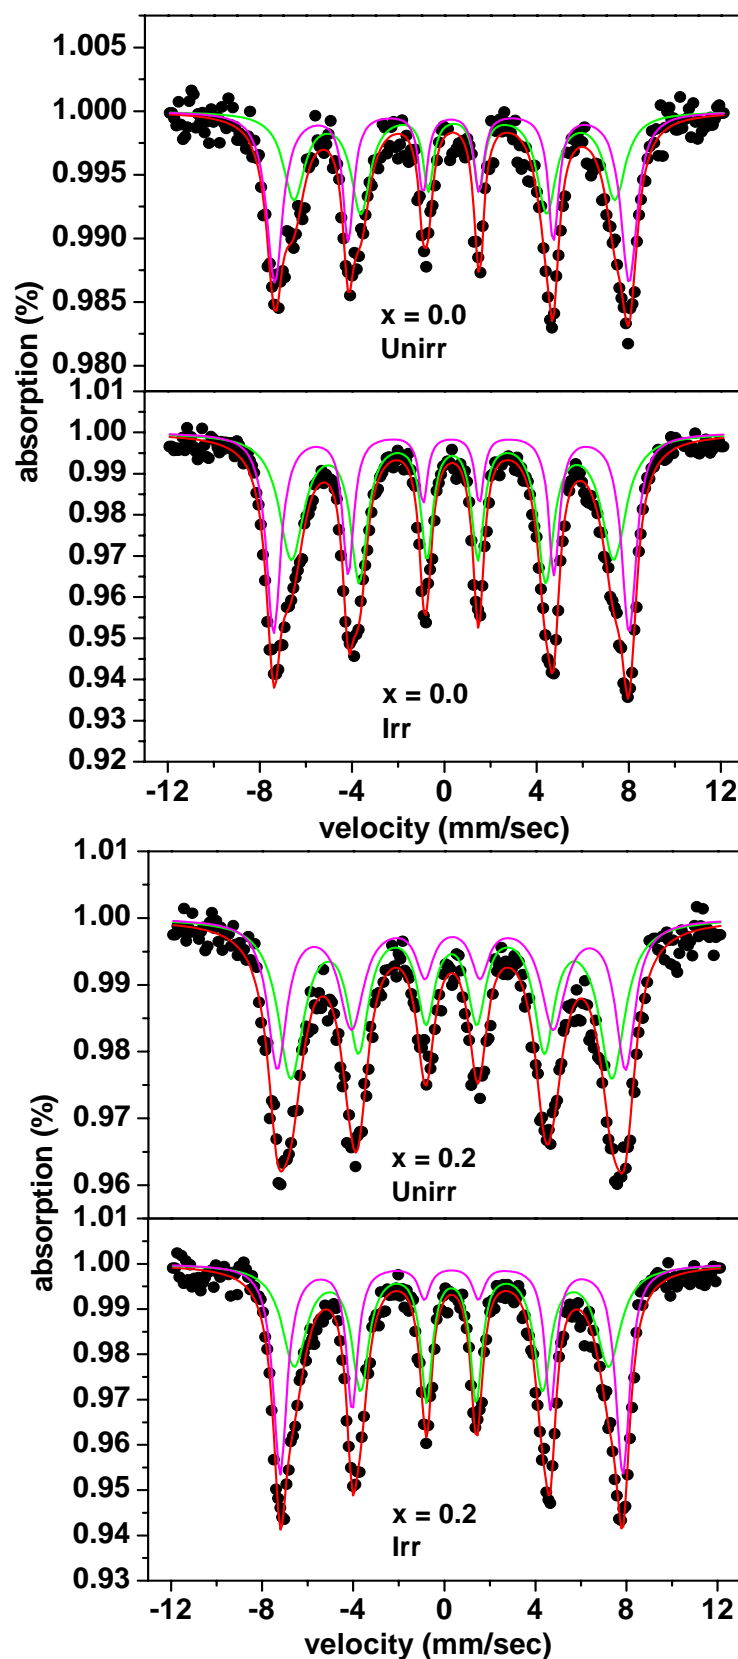 1.005
1.000
0.995
0.990
0.985
0.980
x = 0.0
Unirr
absorption (%)
1.01
1.00
0.99
0.98
0.97
0.96
0.95
0.94
0.93
0.92
x = 0.0
Irr
-12 -8 -4 0 4 8 12
velocity (mm/sec)
1.01
1.00
0.99
0.98
0.97
0.96
x = 0.2
Unirr
absorption (%)
1.01
1.00
0.99
0.98
0.97
0.96
0.95
0.94
0.93
x = 0.2
Irr
-12 -8 -4 0 4 8 12
velocity (mm/sec)